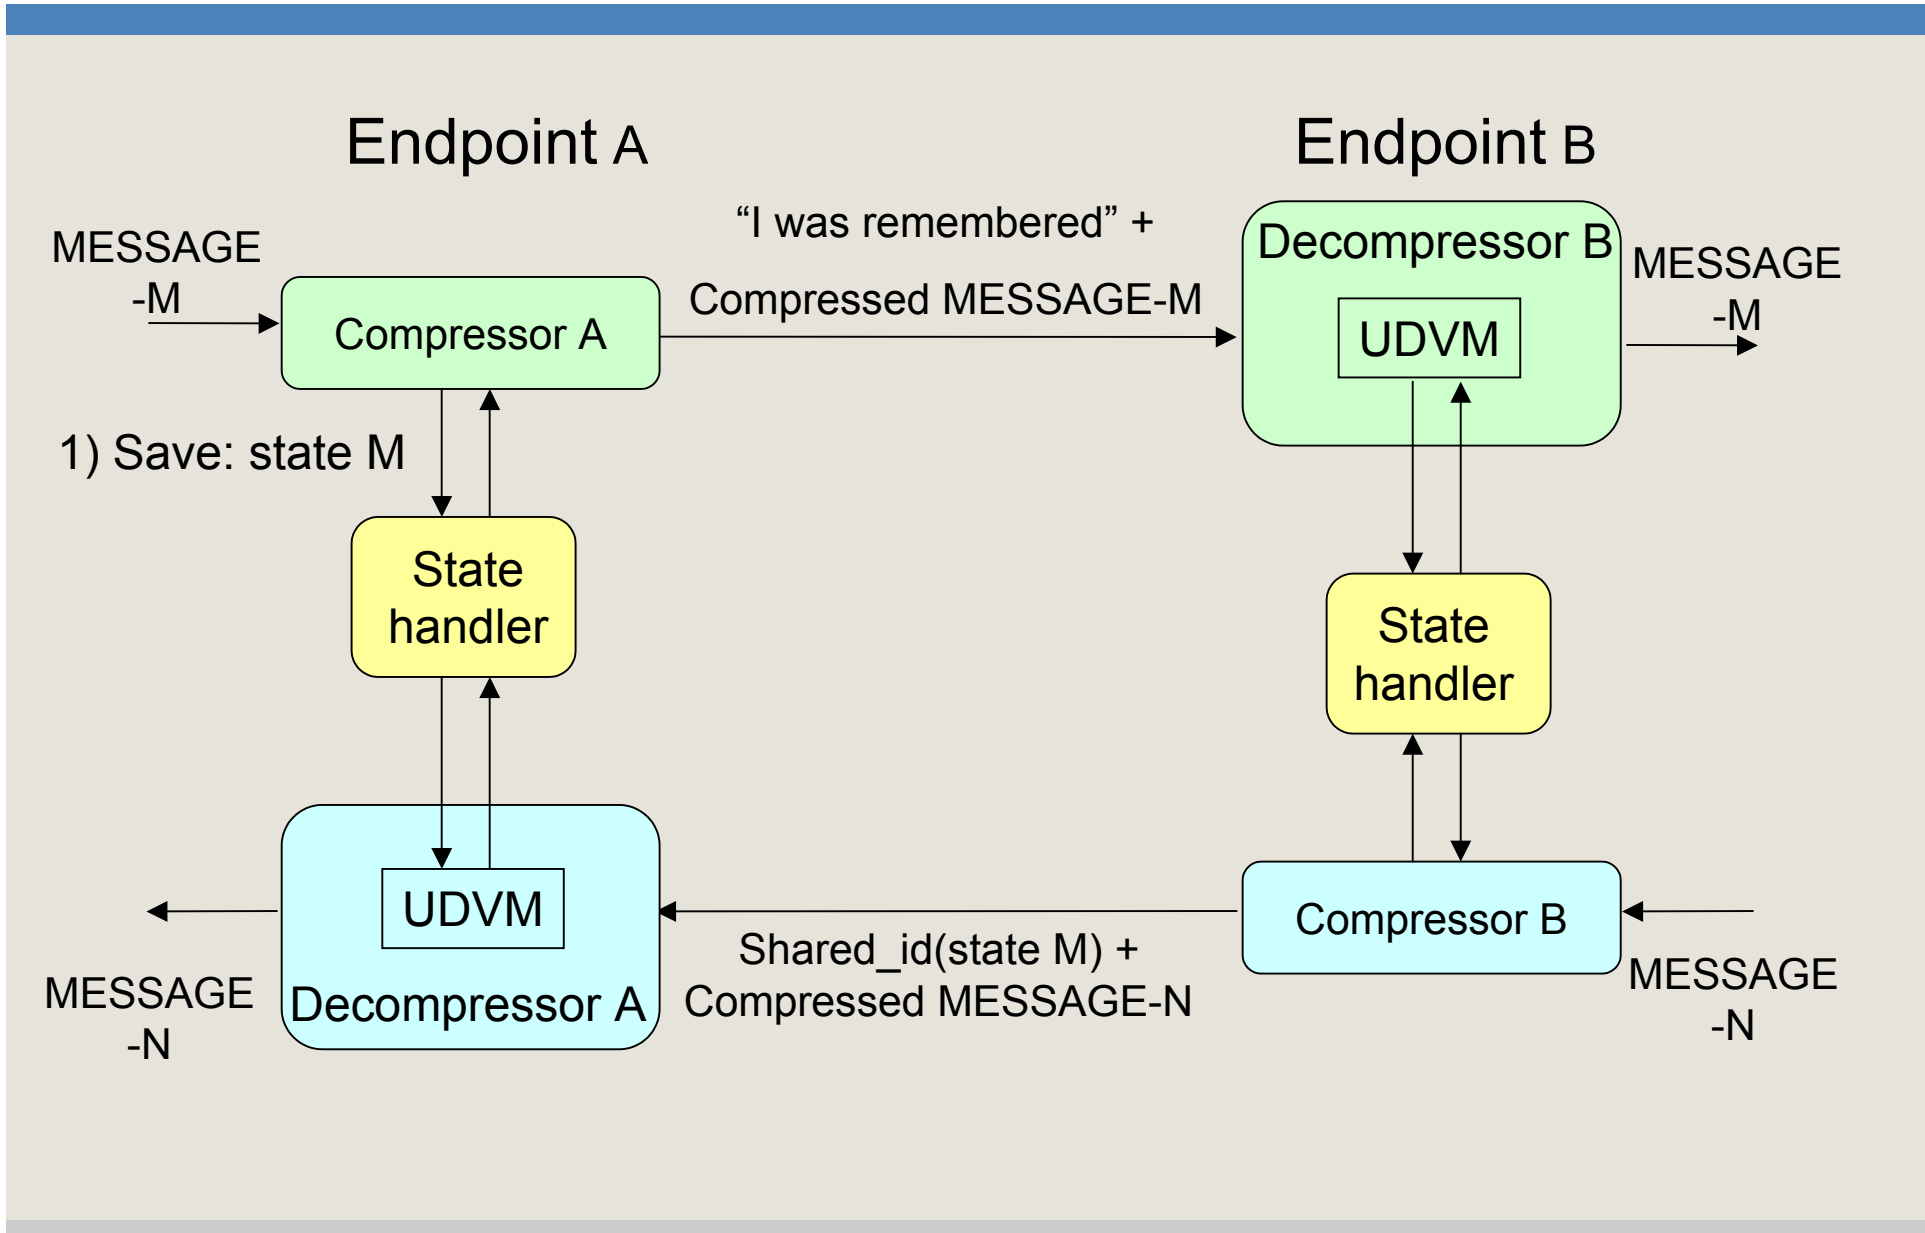 Endpoint A
Endpoint B
MESSAGE
-M
Compressor A
“I was remembered” +
Compressed MESSAGE-M
Decompressor B
UDVM
MESSAGE
-M
1) Save: state M
State
handler
State
handler
UDVM
Decompressor A
MESSAGE
-N
Shared_id(state M) +
Compressed MESSAGE-N
Compressor B
MESSAGE
-N